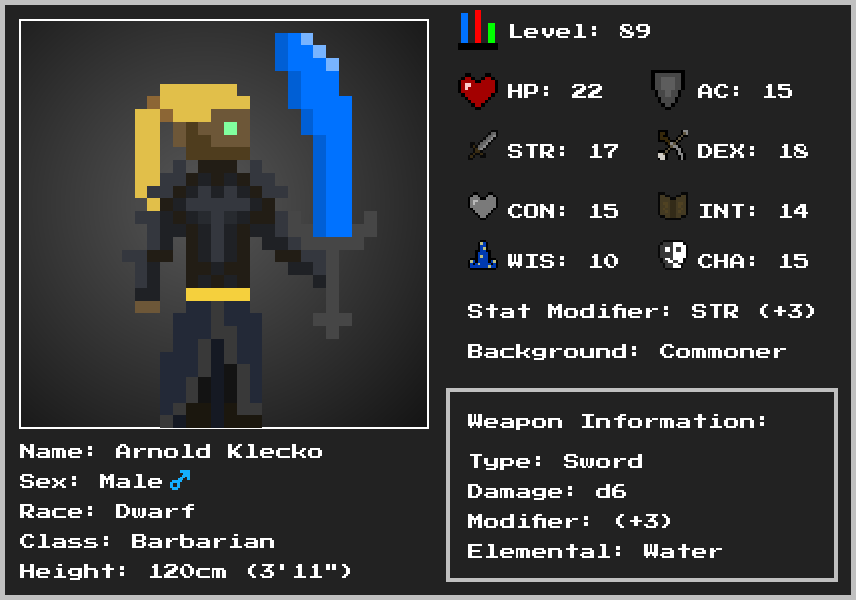 Level: 89
HP: 22
AC: 15
STR: 17
DEX: 18
CON: 15
INT: 14
WIS: 10
CHA: 15
Stat Modifier: STR (+3)
Background: Commoner
Weapon Information:
Type: Sword
Damage: d6
Modifier: (+3)
Elemental: Water
Name: Arnold Klecko
Sex: Male ♂
Race: Dwarf
Class: Barbarian
Height: 120cm (3'11")